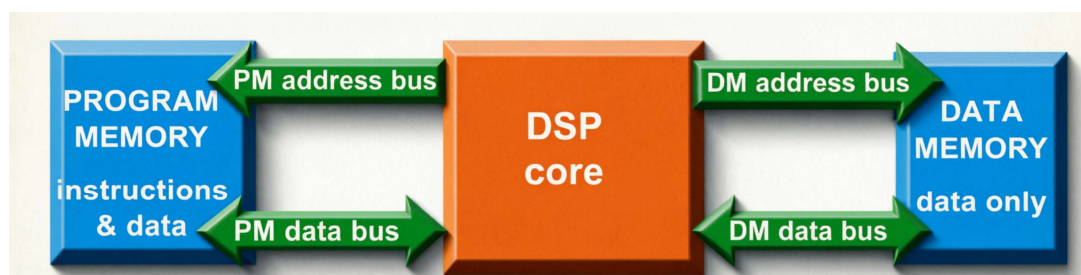 PM address bus
DM address bus
PROGRAM
MEMORY
instructions
& data
DSP
core
DATA
MEMORY
data only
PM data bus
DM data bus